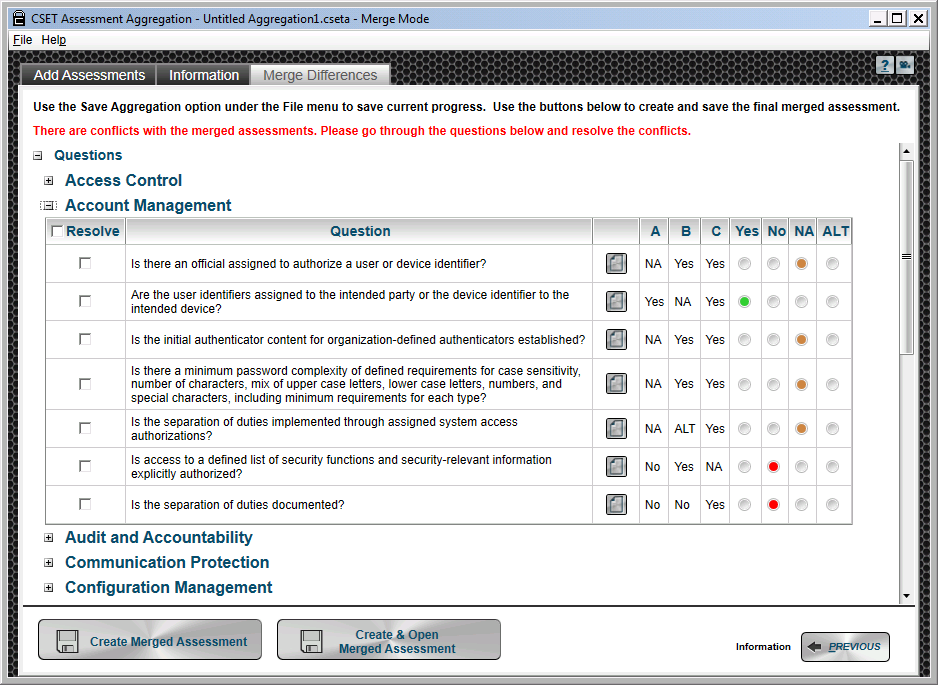 CSET Assessment Aggregation - Untitled Aggregation1.cseta - Merge Mode
File Help
Add Assessments Information Merge Differences ?
Use the Save Aggregation option under the File menu to save current progress. Use the buttons below to create and save the final merged assessment.
There are conflicts with the merged assessments. Please go through the questions below and resolve the conflicts.
Questions
Access Control
Account Management
Resolve Question A B C Yes No NA ALT
Is there an official assigned to authorize a user or device identifier? NA Yes Yes
Are the user identifiers assigned to the intended party or the device identifier to the
intended device? Yes NA Yes
Is the initial authenticator content for organization-defined authenticators established? NA Yes Yes
Is there a minimum password complexity of defined requirements for case sensitivity,
number of characters, mix of upper case letters, lower case letters, numbers, and NA Yes Yes
special characters, including minimum requirements for each type?
Is the separation of duties implemented through assigned system access
authorizations? NA ALT Yes
Is access to a defined list of security functions and security-relevant information
explicitly authorized? No Yes NA
Is the separation of duties documented? No No Yes
Audit and Accountability
Communication Protection
Configuration Management
Create Merged Assessment
Create & Open
Merged Assessment
Information
PREVIOUS